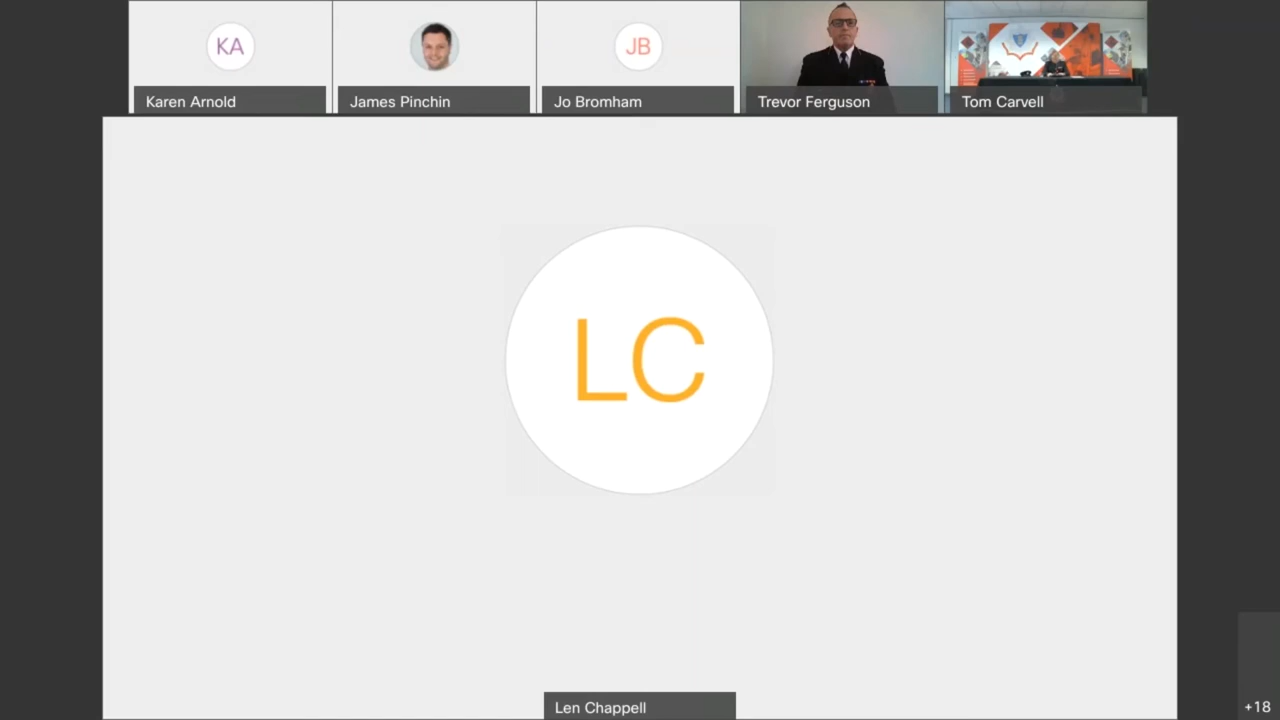 KA
JB
Karen Arnold
James Pinchin
Jo Bromham
Trevor Ferguson
Tom Carvell
LC
Len Chappell
+18